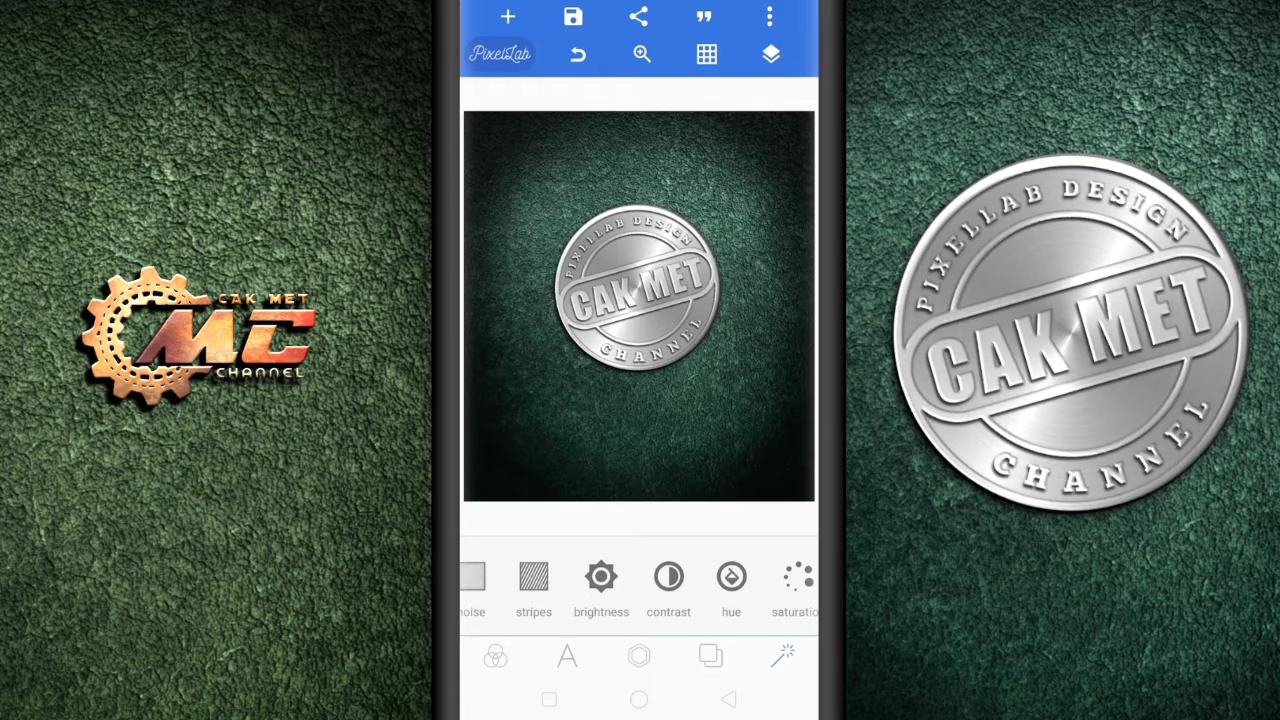 CAK MET
MC
CHANNEL
PixelLab
PIXELLAB DESIGN
CAK MET
CHANNEL
noise
stripes
brightness
contrast
hue
saturatio
A
PIXELLAB DESIGN
CAK MET
CHANNEL